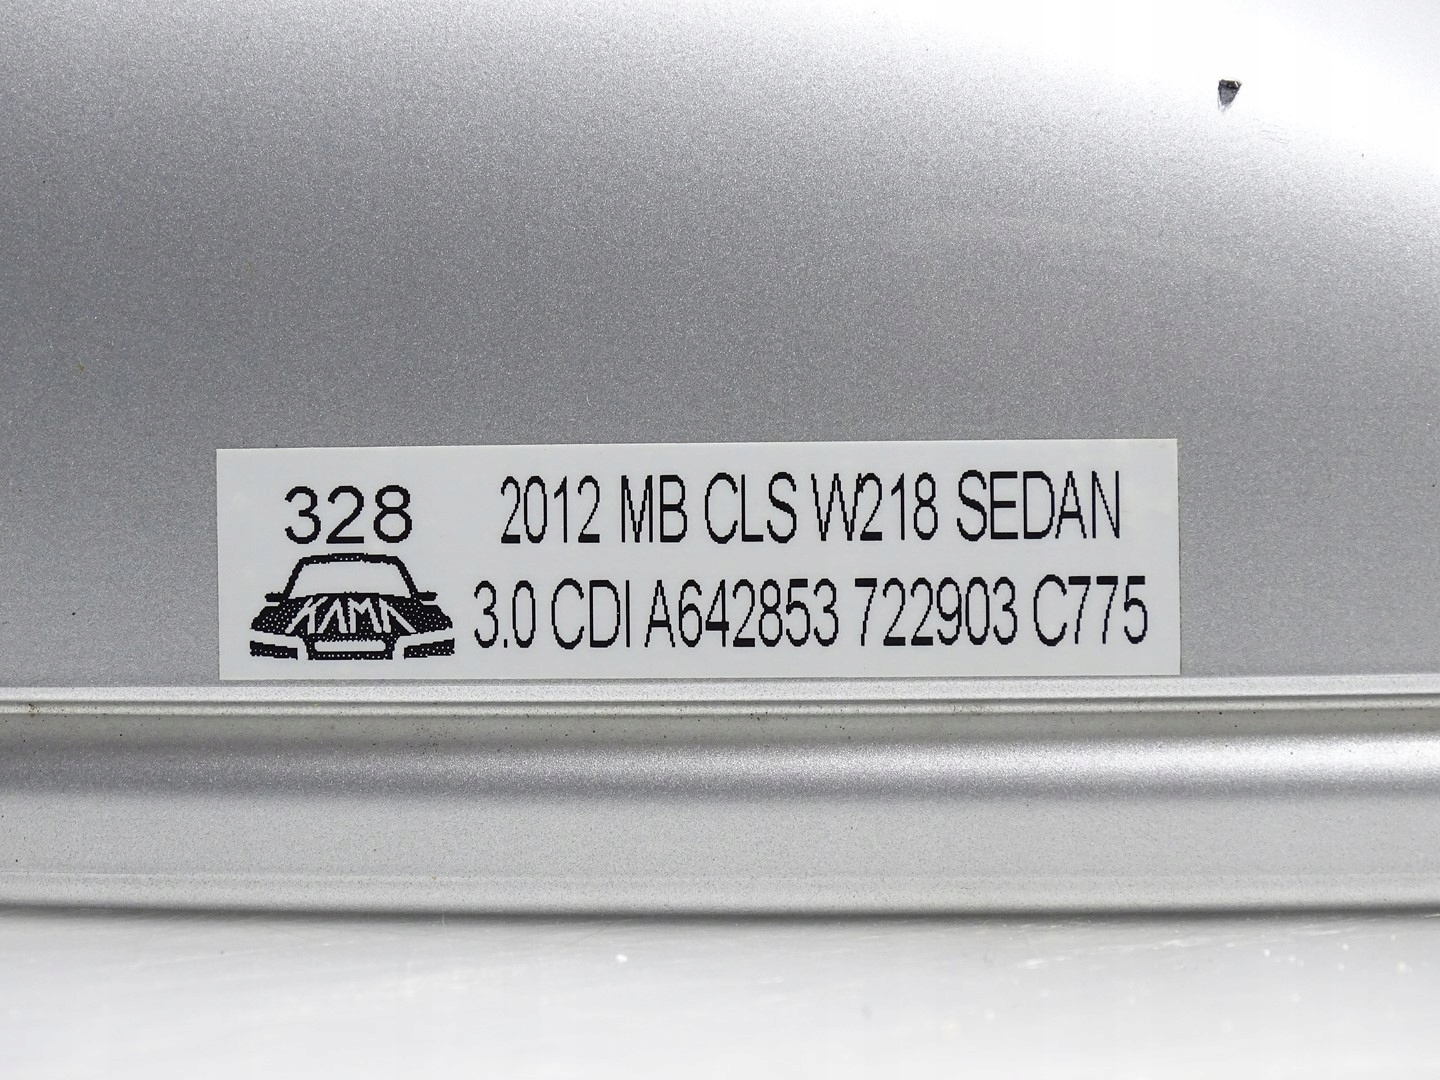 328
KAMA
2012 MB CLS W218 SEDAN
3.0 CDI A642853 722903 C775